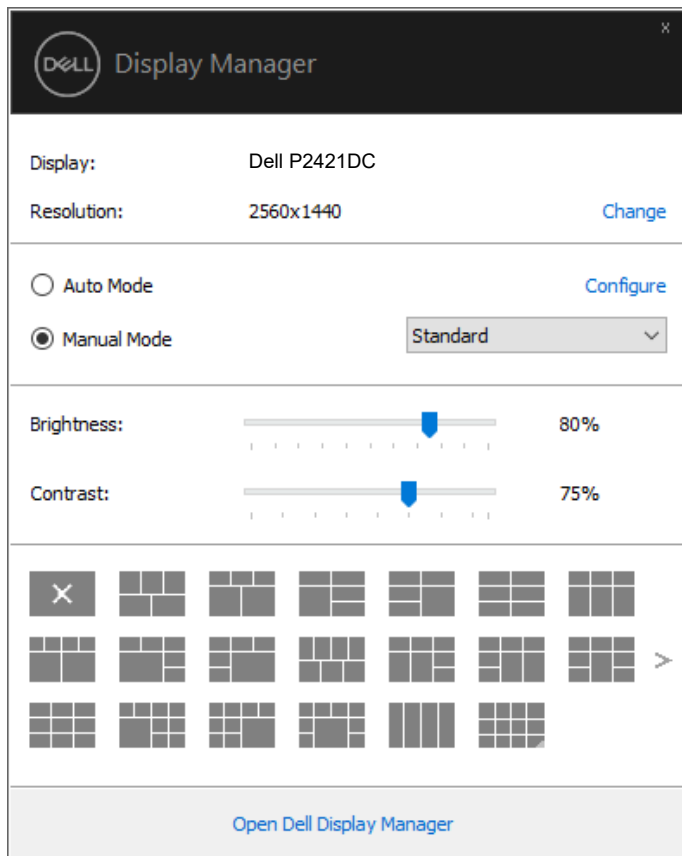 x
DELL Display Manager
Display: Dell P2421DC
Resolution: 2560x1440 Change
Auto Mode Configure
Manual Mode Standard
Brightness: 80%
Contrast: 75%
Open Dell Display Manager